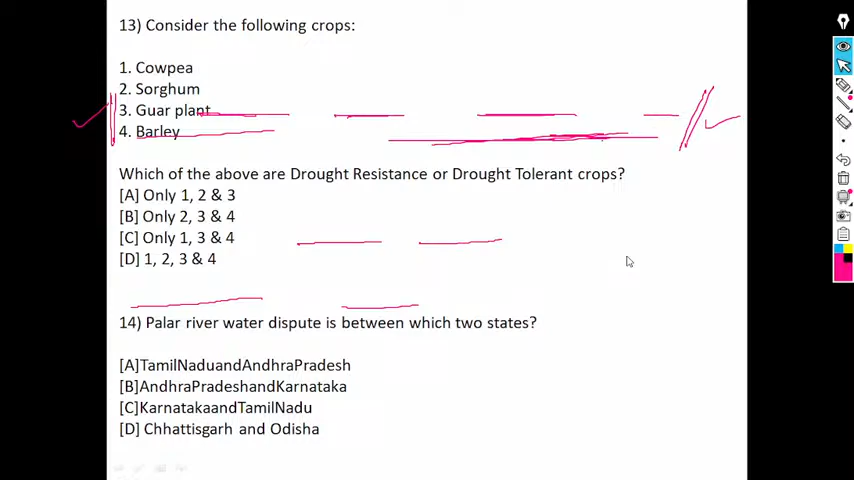 13) Consider the following crops:
1. Cowpea
2. Sorghum
3. Guar plant
4. Barley
Which of the above are Drought Resistance or Drought Tolerant crops?
[A] Only 1, 2 & 3
[B] Only 2, 3 & 4
[C] Only 1, 3 & 4
[D] 1, 2, 3 & 4
14) Palar river water dispute is between which two states?
[A]TamilNaduandAndhraPradesh
[B]AndhraPradeshandKarnataka
[C]KarnatakaandTamilNadu
[D] Chhattisgarh and Odisha